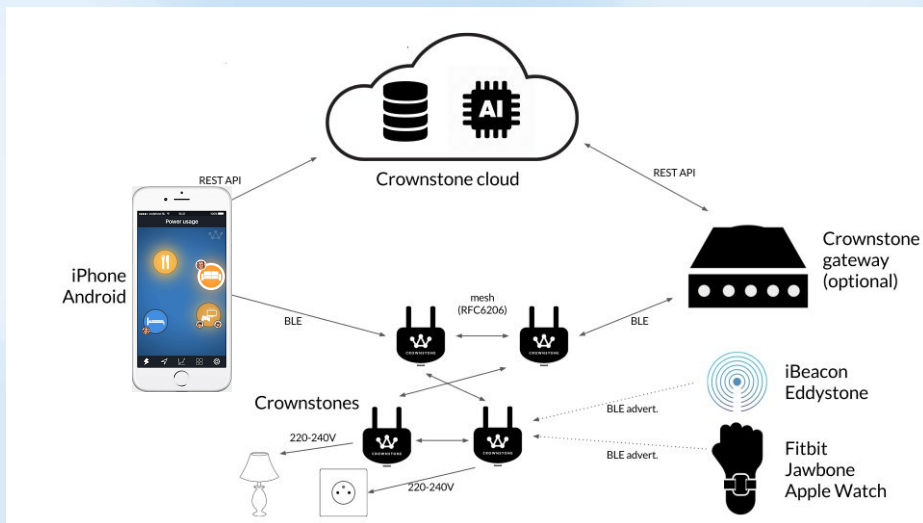 AI
Crownstone cloud
REST API
REST API
Power usage
iPhone
Android
Crownstone
gateway
(optional)
mesh
(RFC6206)
BLE
BLE
CROWNSTONE
CROWNSTONE
iBeacon
Eddystone
Crownstones
BLE advert.
CROWNSTONE
CROWNSTONE
220-240V
BLE advert.
Fitbit
Jawbone
Apple Watch
220-240V